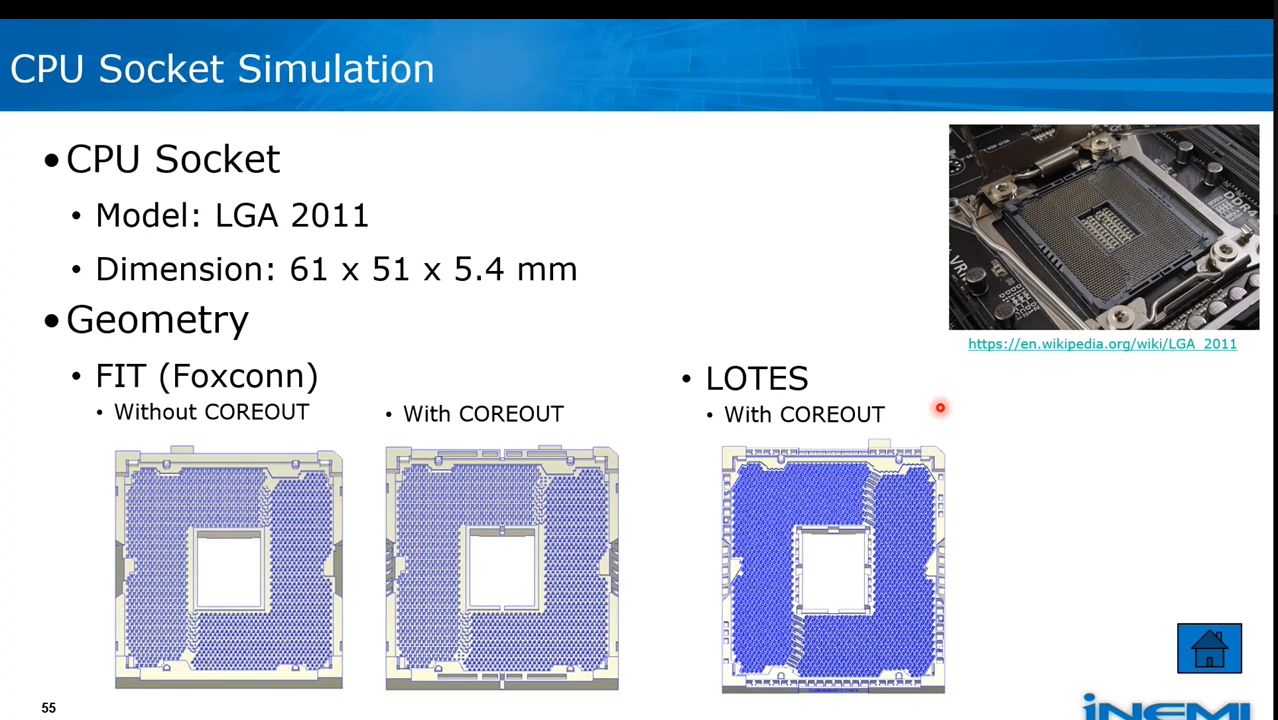 CPU Socket Simulation
•CPU Socket
• Model: LGA 2011
• Dimension: 61 x 51 x 5.4 mm
•Geometry
• FIT (Foxconn)
• Without COREOUT
• With COREOUT
• LOTES
• With COREOUT
DDR4
https://en.wikipedia.org/wiki/LGA_2011
55
iNEMI